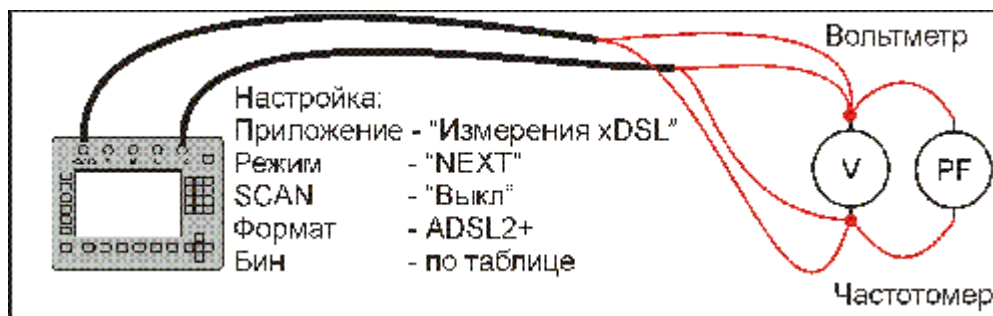 Вольтметр
Настройка:
Приложение - "Измерения xDSL"
Режим - "NEXT"
SCAN - "Выкл"
Формат - ADSL2+
Бин - по таблице
V
PF
Частотомер